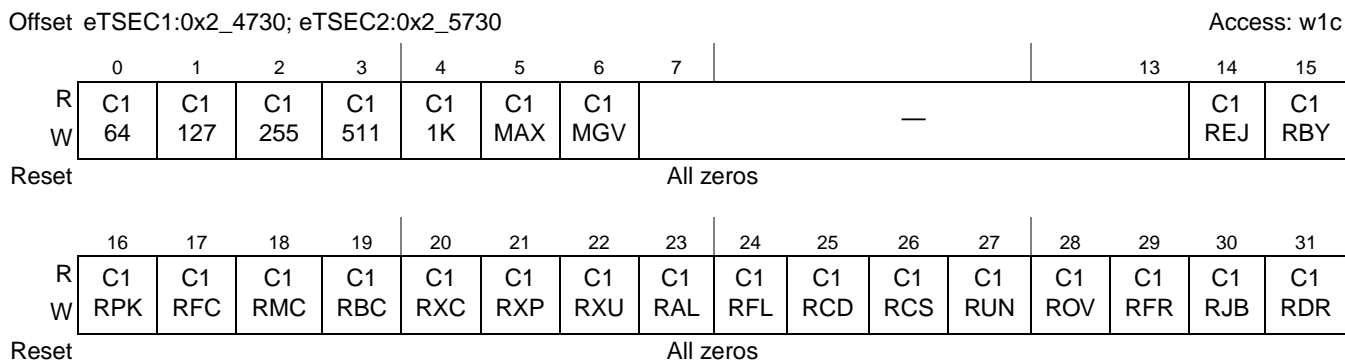 Offset eTSEC1:0x2_4730; eTSEC2:0x2_5730 Access: w1c
0 1 2 3 4 5 6 7 13 14 15
R C1 C1 C1 C1 C1 C1 C1 — C1 C1
W 64 127 255 511 1K MAX MGV REJ RBY
Reset All zeros
16 17 18 19 20 21 22 23 24 25 26 27 28 29 30 31
R C1 C1 C1 C1 C1 C1 C1 C1 C1 C1 C1 C1 C1 C1 C1 C1
W RPK RFC RMC RBC RXC RXP RXU RAL RFL RCD RCS RUN ROV RFR RJB RDR
Reset All zeros